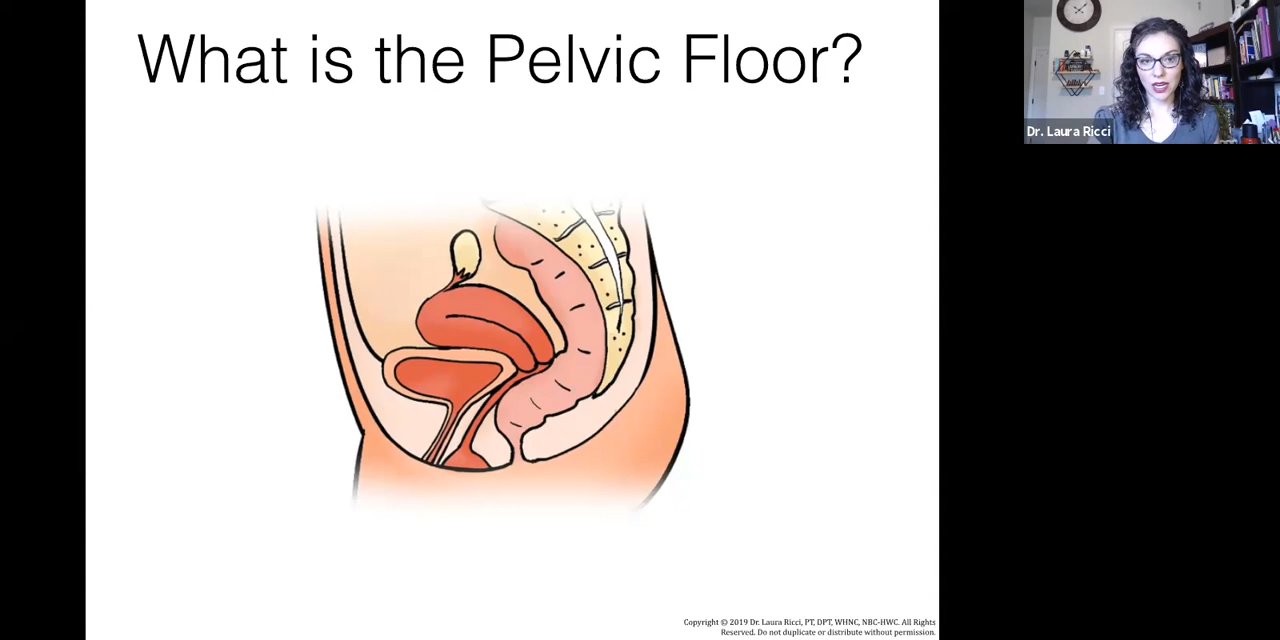 What is the Pelvic Floor?
Dr. Laura Ricci
Copyright © 2019 Dr. Laura Ricci, PT, DPT, WHNC, NBC-HWC. All Rights
Reserved. Do not duplicate or distribute without permission.